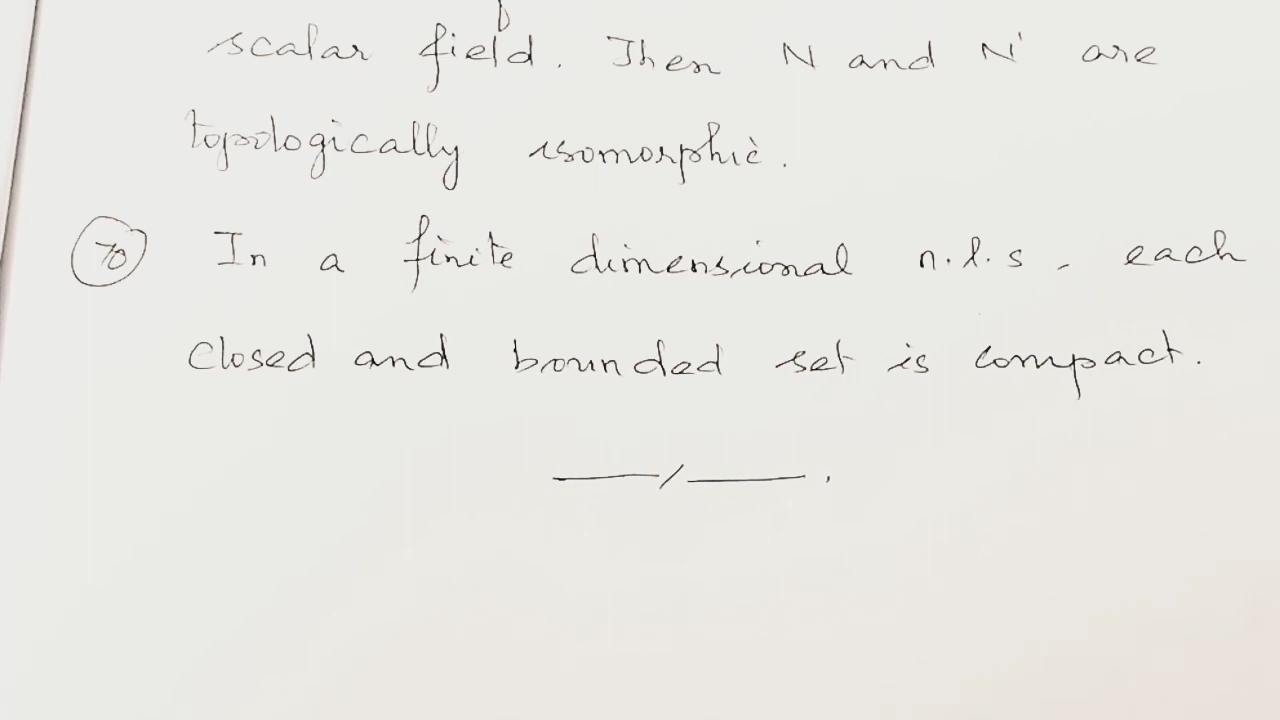 scalar field. Then N and N' are
topologically isomorphic.
70 In a finite dimensional n.l.s. each
closed and bounded set is compact.